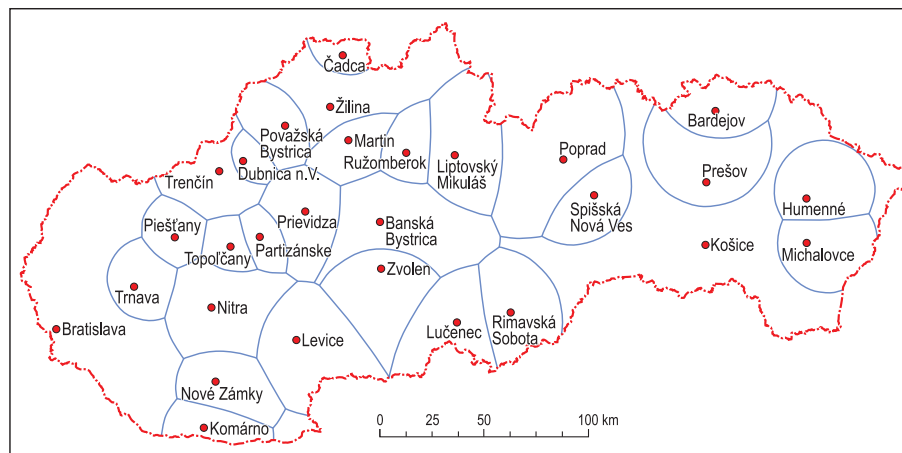 Čadca
Žilina
Považská
Bystrica
Martin
Ružomberok
Dubnica n.V.
Trenčín
Liptovský
Mikuláš
Poprad
Bardejov
Prešov
Spišská
Nová Ves
Humenné
Prievidza
Banská
Bystrica
Piešťany
Topoľčany
Partizánske
Košice
Michalovce
Zvolen
Trnava
Nitra
Bratislava
Levice
Lučenec
Rimavská
Sobota
Nové Zámky
Komárno
0 25 50 100 km